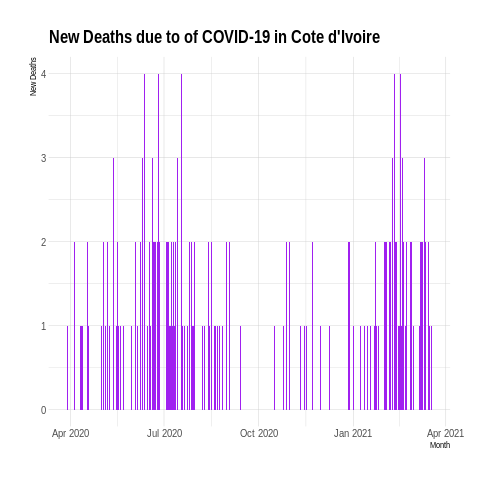 New Deaths due to of COVID-19 in Cote d'Ivoire
New Deaths
4
3
2
1
0
Apr 2020 Jul 2020 Oct 2020 Jan 2021 Apr 2021
Month